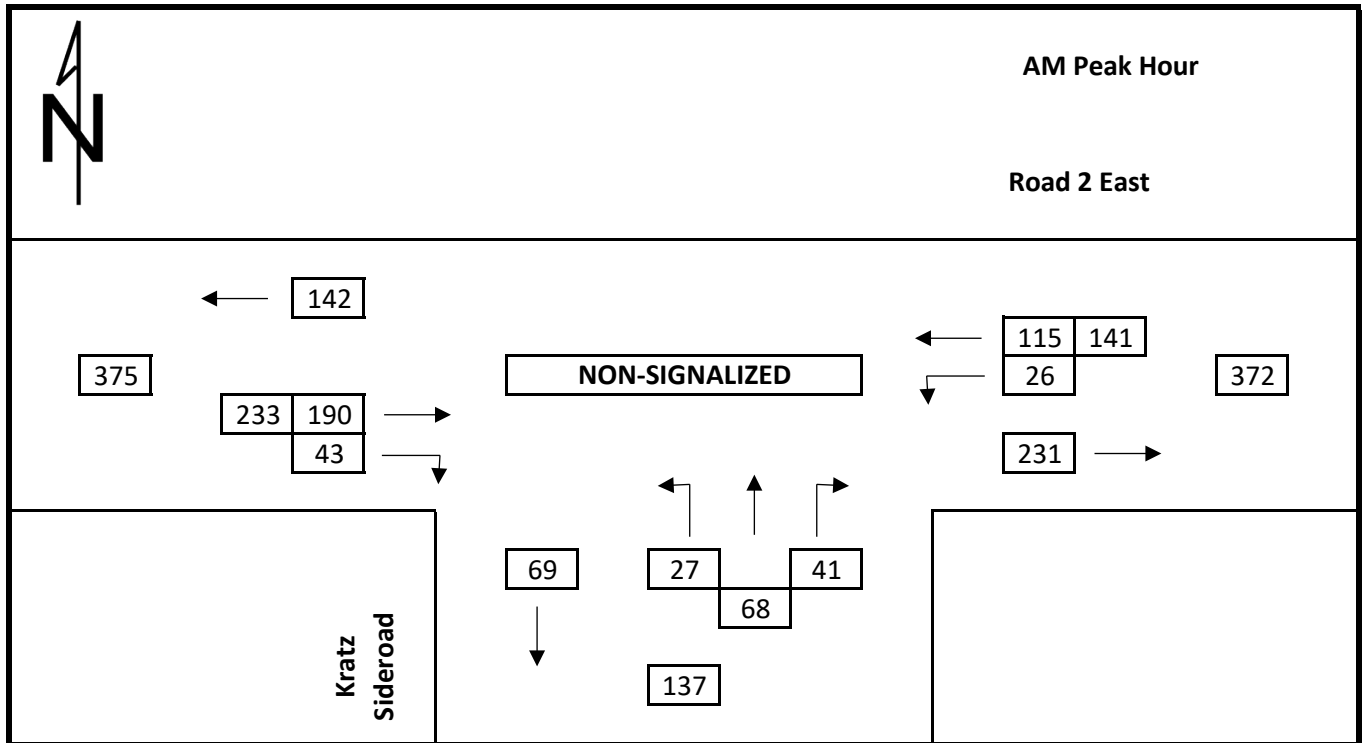 N
AM Peak Hour
Road 2 East
142
115 141
375
NON-SIGNALIZED
26
372
233 190
43
231
69
27
41
68
137
Kratz
Sideroad